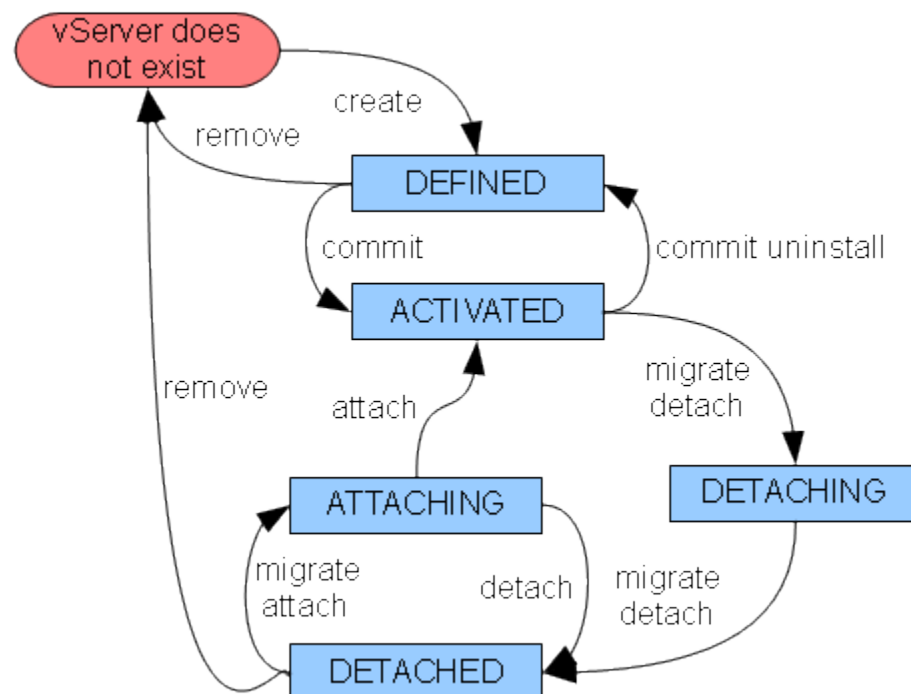 vServer does
not exist
create
remove
DEFINED
commit
commit uninstall
ACTIVATED
migrate
detach
remove
attach
ATTACHING
DETACHING
migrate
attach
detach
migrate
detach
DETACHED